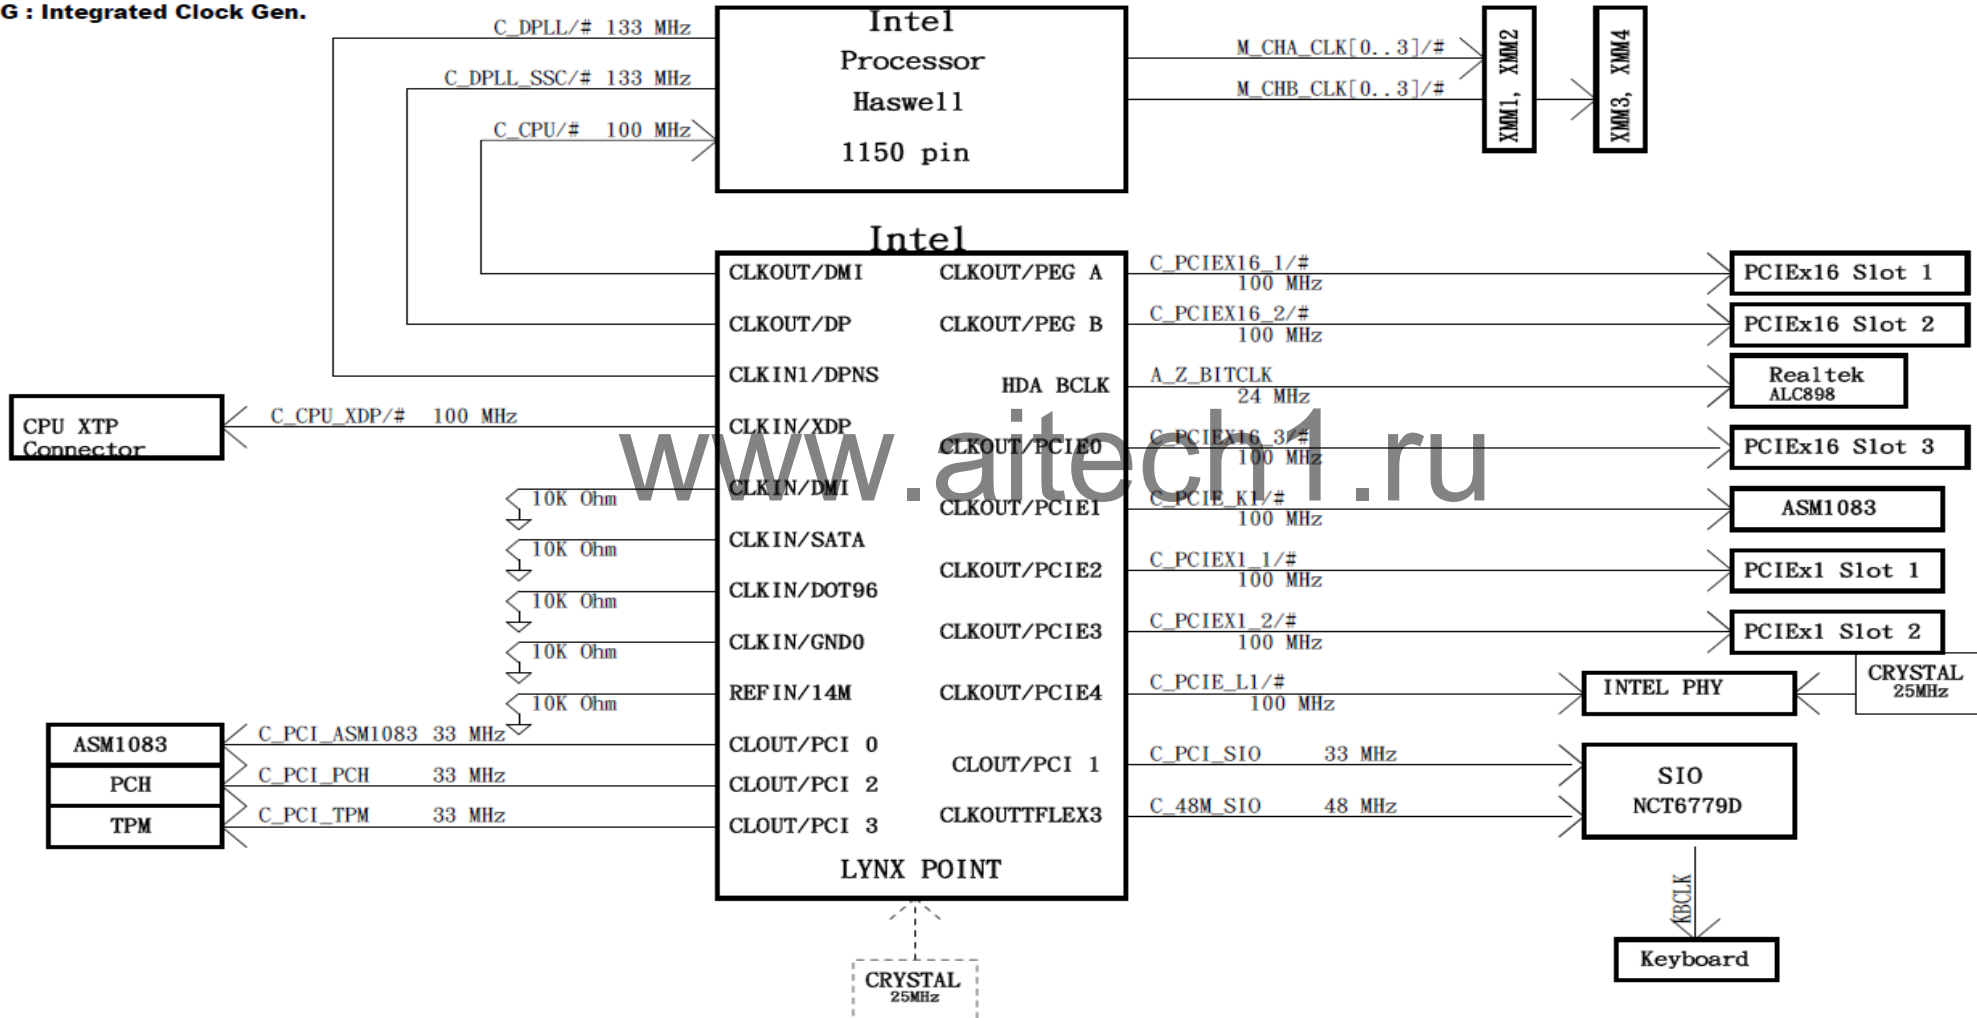 G : Integrated Clock Gen.
C_DPLL/# 133 MHz
C_DPLL_SSC/# 133 MHz
C_CPU/# 100 MHz
Intel
Processor
Haswell
1150 pin
M_CHA_CLK[0..3]/#
M_CHB_CLK[0..3]/#
XMM1, XMM2
XMM3, XMM4
Intel
CLKOUT/DMI
CLKOUT/DP
CLKIN1/DPNS
CLKIN/XDP
CLKIN/DMI
CLKIN/SATA
CLKIN/DOT96
CLKIN/GND0
REFIN/14M
CLOUT/PCI 0
CLOUT/PCI 2
CLOUT/PCI 3
CLKOUT/PEG A
CLKOUT/PEG B
HDA BCLK
CLKOUT/PCIE0
CLKOUT/PCIE1
CLKOUT/PCIE2
CLKOUT/PCIE3
CLKOUT/PCIE4
CLOUT/PCI 1
CLKOUTTFLEX3
LYNX POINT
CPU XTP
Connector
C_CPU_XDP/# 100 MHz
10K Ohm
10K Ohm
10K Ohm
10K Ohm
10K Ohm
ASM1083
PCH
TPM
C_PCI_ASM1083 33 MHz
C_PCI_PCH 33 MHz
C_PCI_TPM 33 MHz
C_PCIEX16_1/#
100 MHz
PCIEx16 Slot 1
C_PCIEX16_2/#
100 MHz
PCIEx16 Slot 2
A_Z_BITCLK
24 MHz
Realtek
ALC898
C_PCIEX16_3/#
100 MHz
PCIEx16 Slot 3
C_PCIE_K1/#
100 MHz
ASM1083
C_PCIEX1_1/#
100 MHz
PCIEx1 Slot 1
C_PCIEX1_2/#
100 MHz
PCIEx1 Slot 2
C_PCIE_L1/#
100 MHz
INTEL PHY
CRYSTAL
25MHz
C_PCI_SIO 33 MHz
C_48M_SIO 48 MHz
SIO
NCT6779D
KBCLK
Keyboard
CRYSTAL
25MHz
www.aitech1.ru